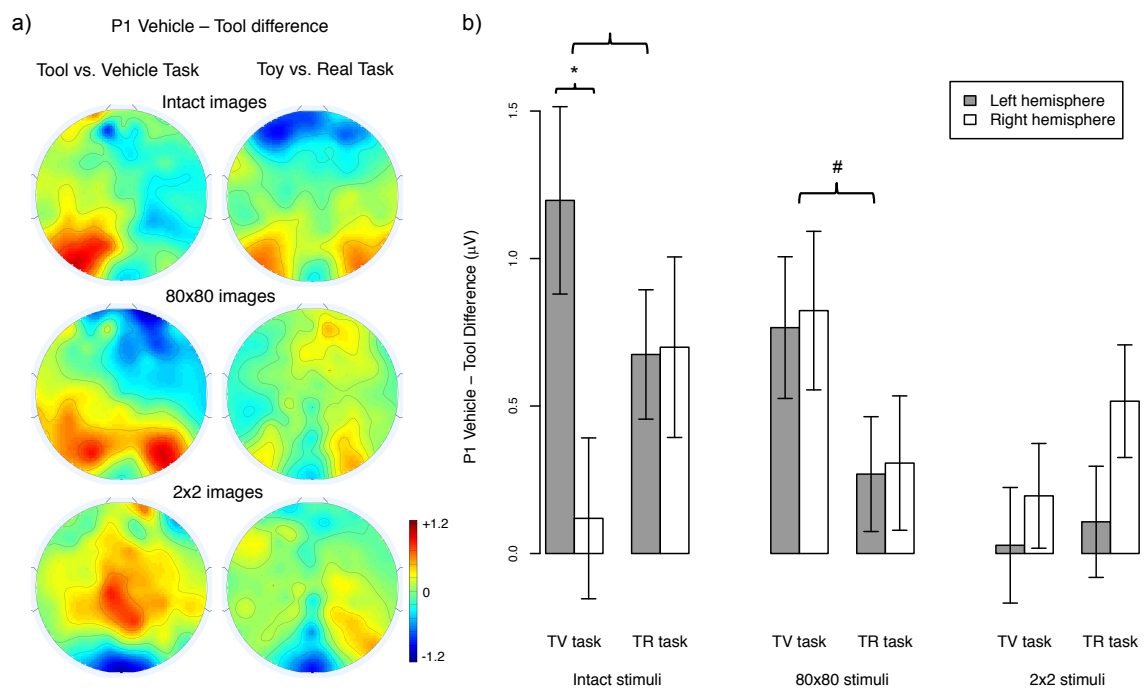 a)
P1 Vehicle – Tool difference
Tool vs. Vehicle Task
Toy vs. Real Task
Intact images
80x80 images
2x2 images
+1.2
0
-1.2
b)
*
#
Left hemisphere
Right hemisphere
P1 Vehicle – Tool Difference (μV)
1.5
1.0
0.5
0.0
TV task
TR task
TV task
TR task
TV task
TR task
Intact stimuli
80x80 stimuli
2x2 stimuli